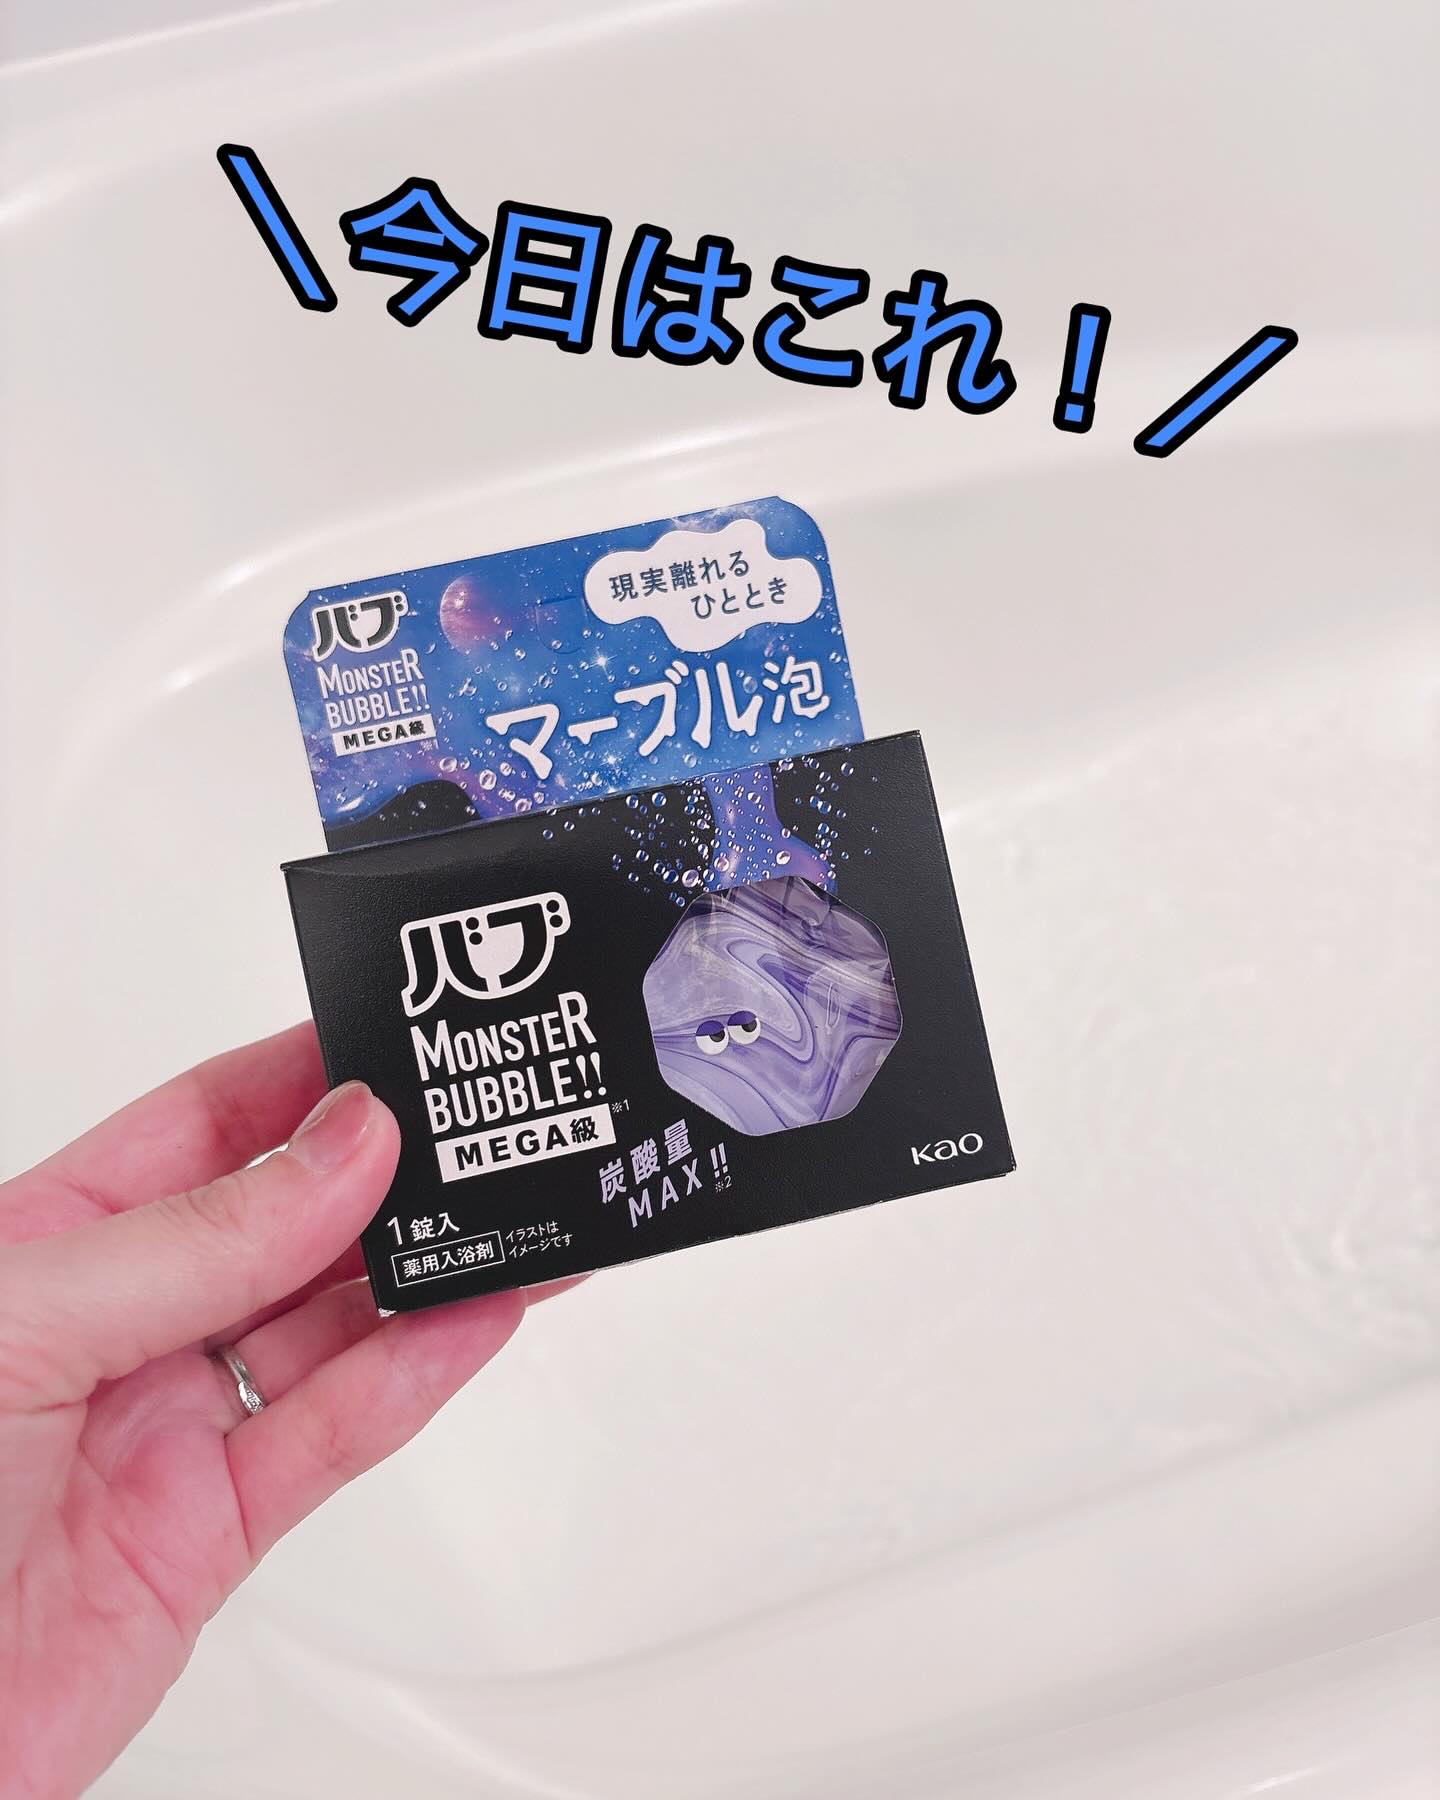 \今日はこれ！/
現実離れる
ひととき
バブ
MONSTER
BUBBLE!!
MEGA級
※1
マーブル泡
バブ
MONSTER
BUBBLE!!
MEGA級
※1
炭酸量
MAX!!
※2
Kao
1錠入
薬用入浴剤
イラストは
イメージです